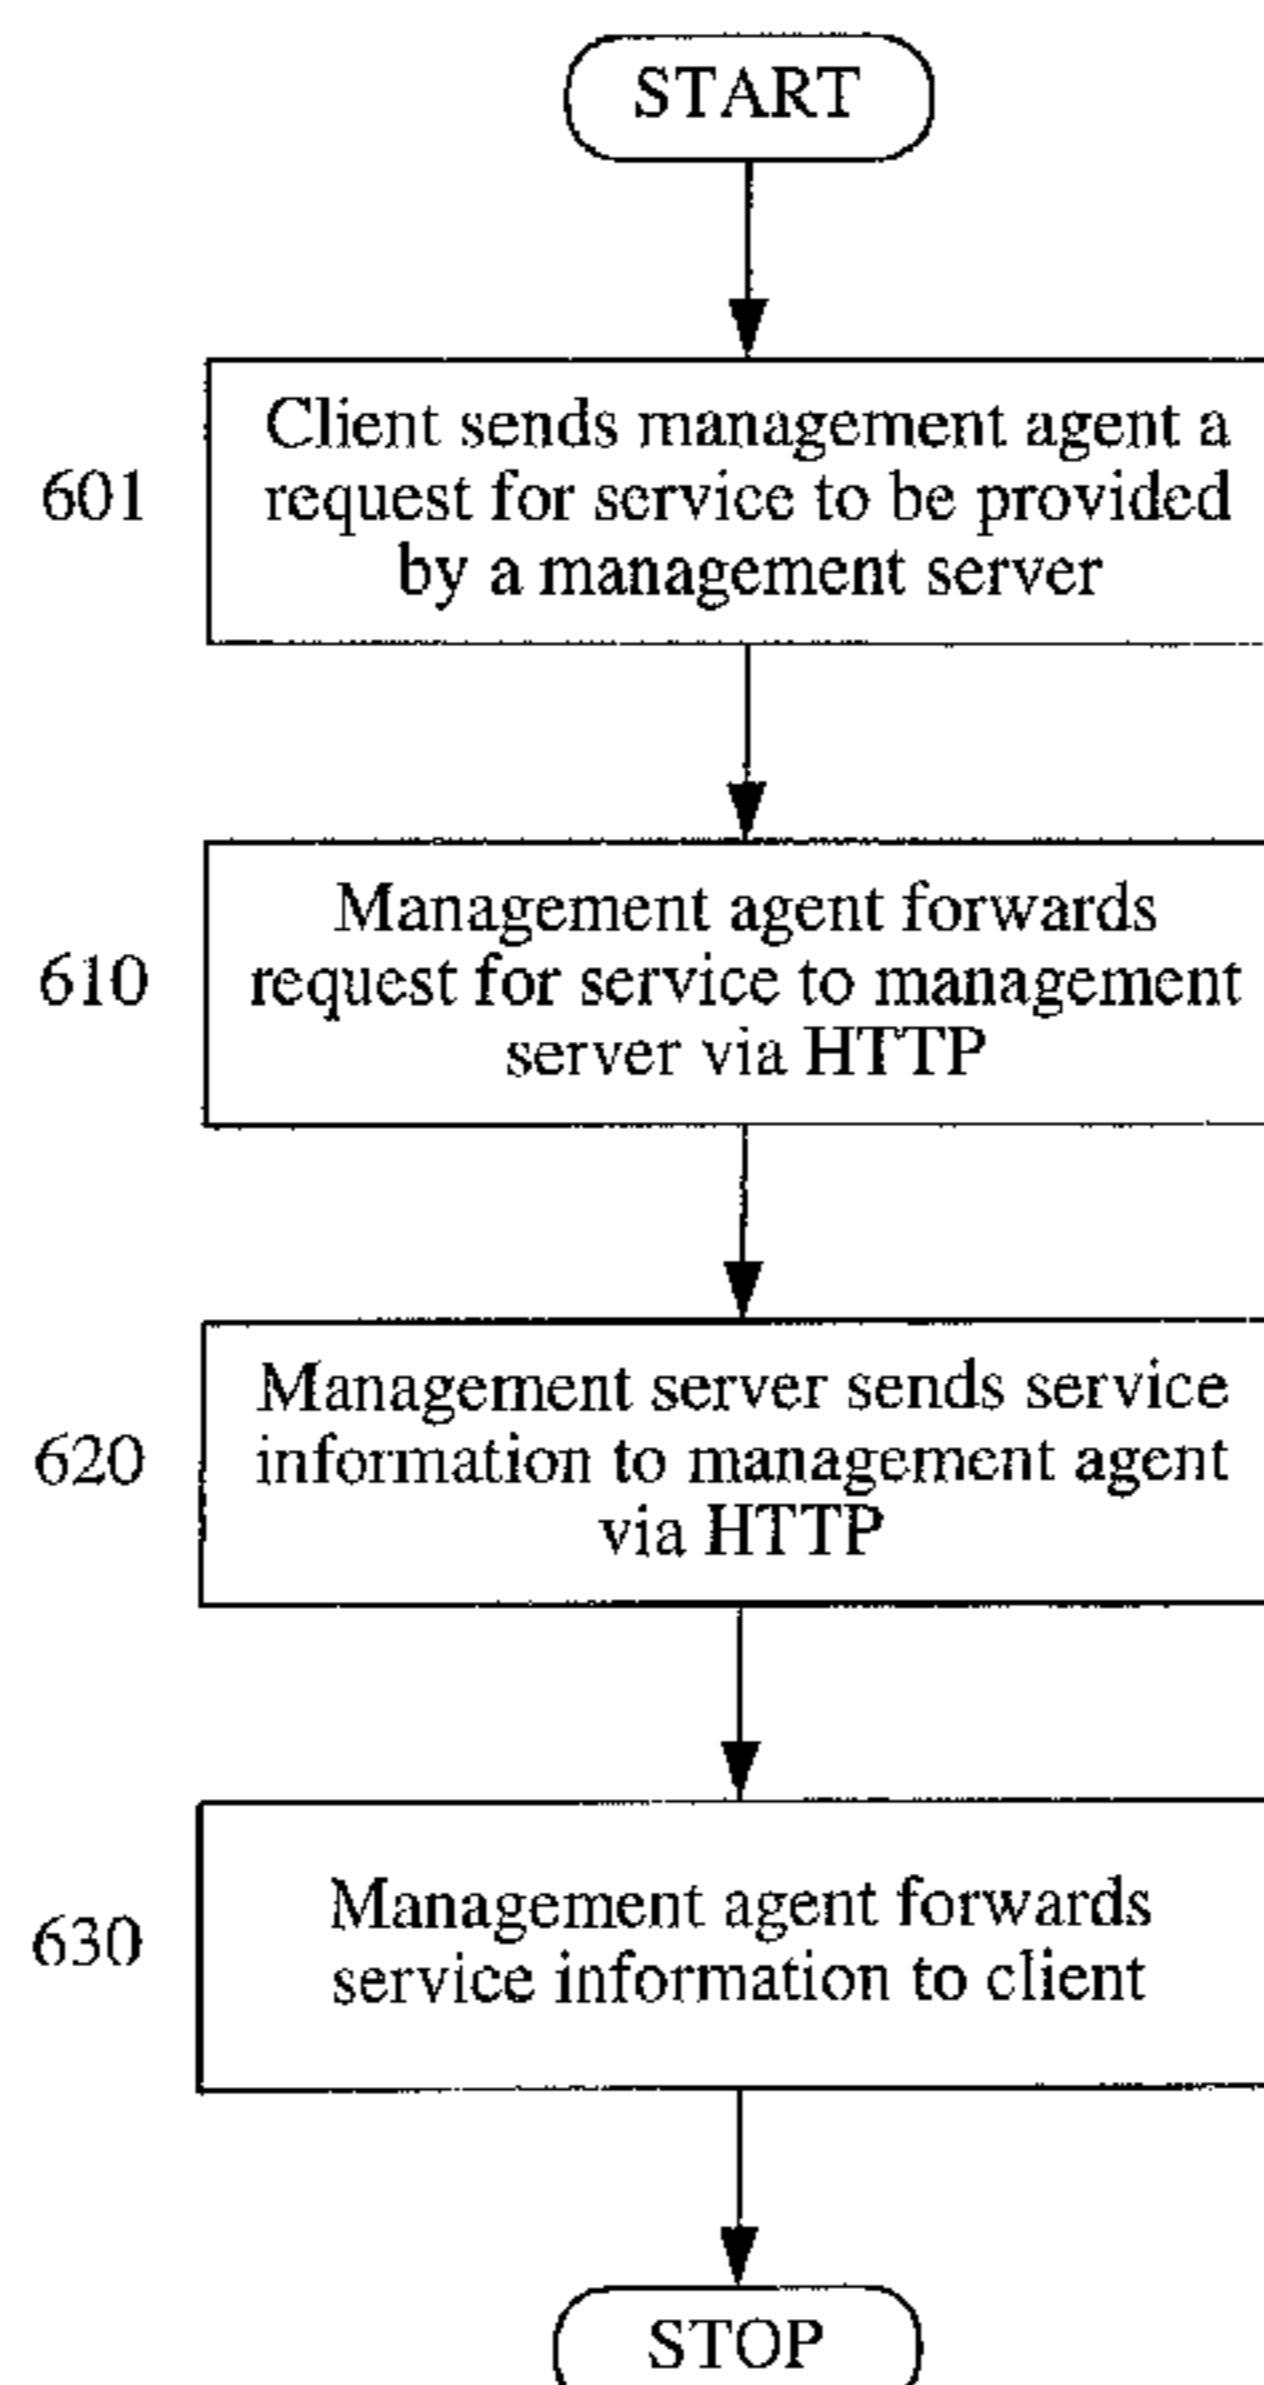 START
601
Client sends management agent a
request for service to be provided
by a management server
610
Management agent forwards
request for service to management
server via HTTP
620
Management server sends service
information to management agent
via HTTP
630
Management agent forwards
service information to client
STOP